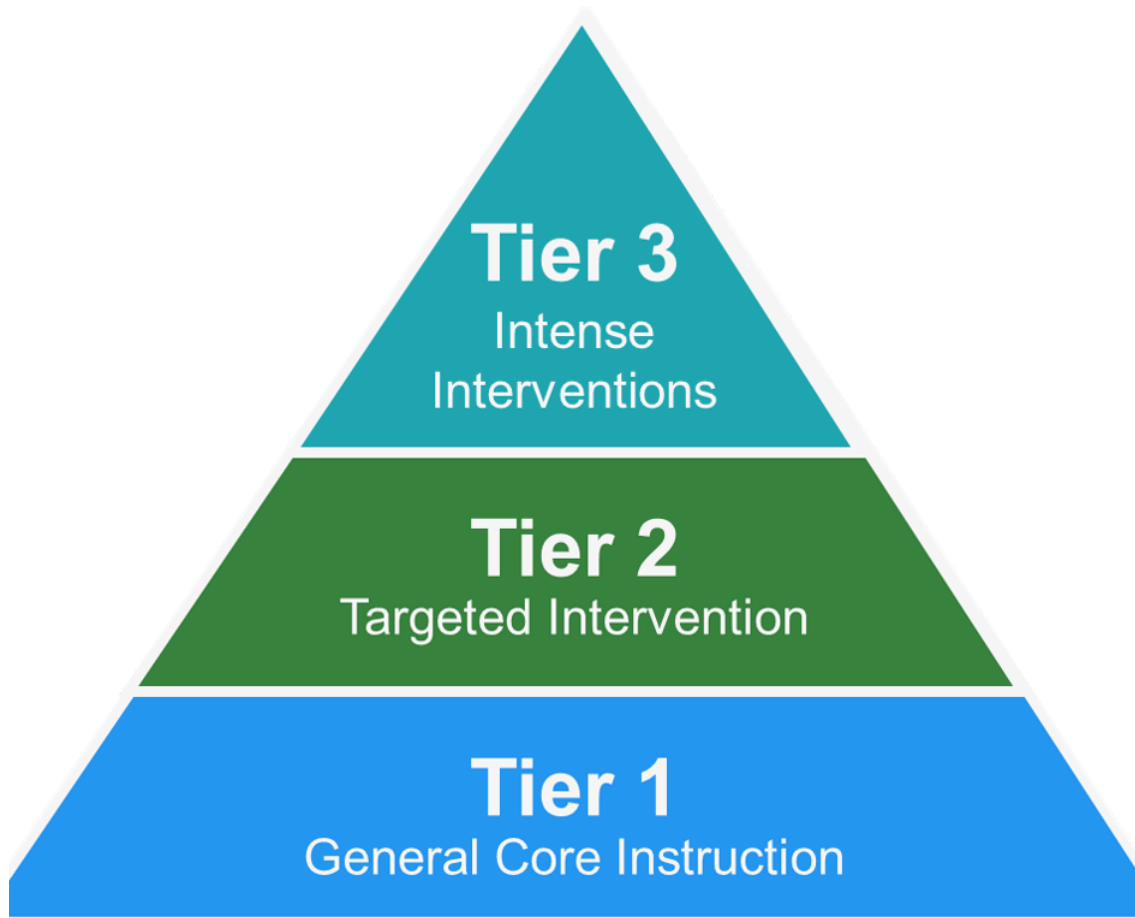 Tier 3
Intense
Interventions
Tier 2
Targeted Intervention
Tier 1
General Core Instruction